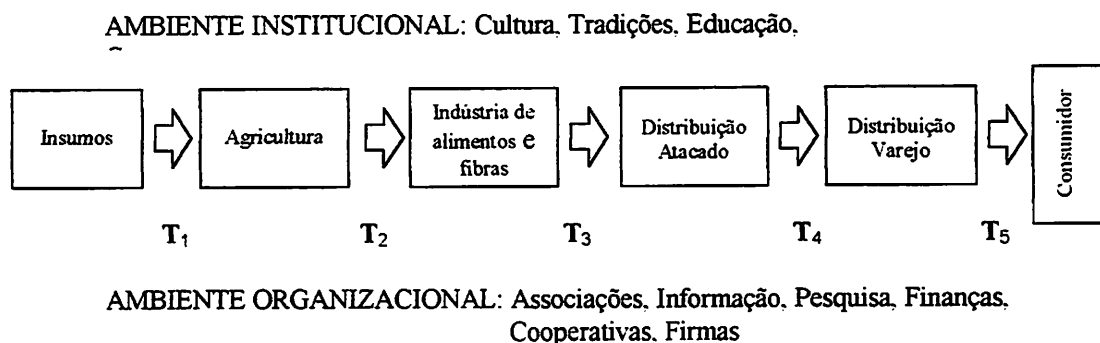 AMBIENTE INSTITUCIONAL: Cultura, Tradições, Educação,
Insumos
Agricultura
Indústria de
alimentos e
fibras
Distribuição
Atacado
Distribuição
Varejo
Consumidor
T₁ T₂ T₃ T₄ T₅
AMBIENTE ORGANIZACIONAL: Associações, Informação, Pesquisa, Finanças,
Cooperativas, Firmas